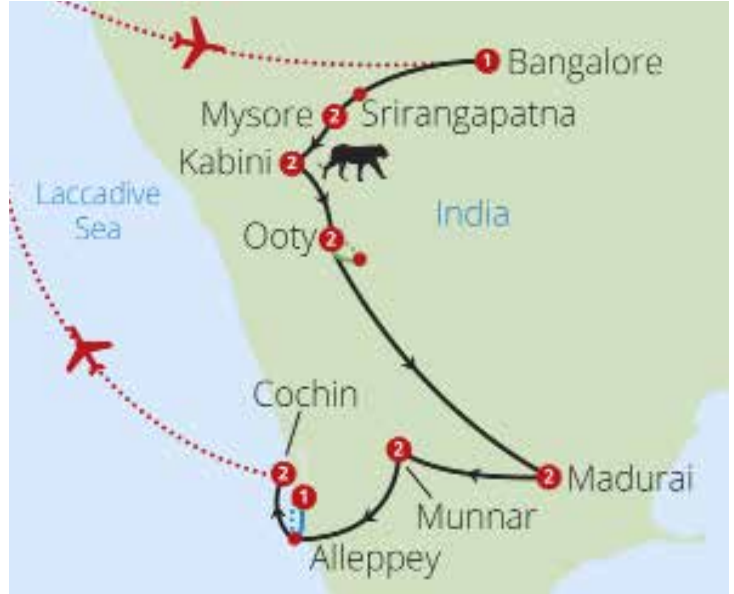 1 Bangalore
Mysore 2 Srirangapatna
Kabini 2
Laccadive
Sea
India
Ooty 2
Cochin
2
2
1
2 Madurai
Munnar
Alleppey